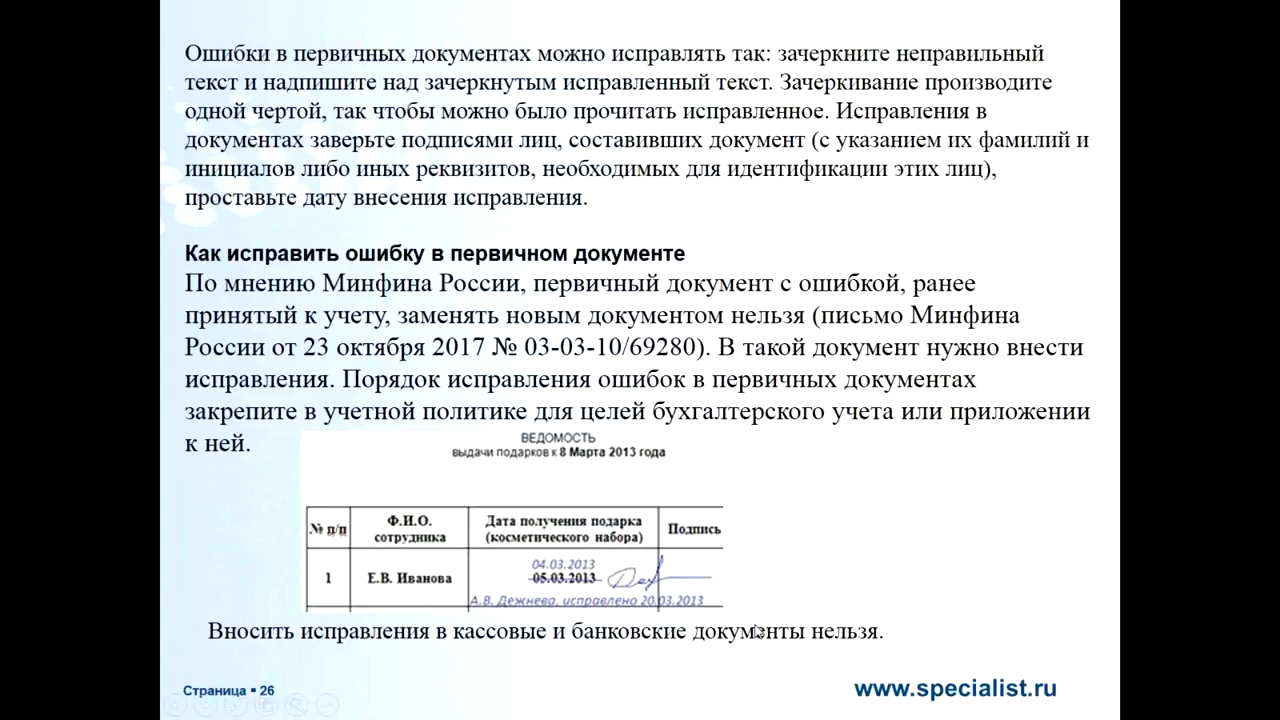 Ошибки в первичных документах можно исправлять так: зачеркните неправильный
текст и надпишите над зачеркнутым исправленный текст. Зачеркивание производите
одной чертой, так чтобы можно было прочитать исправленное. Исправления в
документах заверьте подписями лиц, составивших документ (с указанием их фамилий и
инициалов либо иных реквизитов, необходимых для идентификации этих лиц),
проставьте дату внесения исправления.
Как исправить ошибку в первичном документе
По мнению Минфина России, первичный документ с ошибкой, ранее
принятый к учету, заменять новым документом нельзя (письмо Минфина
России от 23 октября 2017 № 03-03-10/69280). В такой документ нужно внести
исправления. Порядок исправления ошибок в первичных документах
закрепите в учетной политике для целей бухгалтерского учета или приложении
к ней.
ВЕДОМОСТЬ
выдачи подарков к 8 Марта 2013 года
№ п/п
Ф.И.О.
сотрудника
Дата получения подарка
(косметического набора)
Подпись
1
Е.В. Иванова
04.03.2013
05.03.2013
А.В. Дежнева, исправлено 20.03.2013
Вносить исправления в кассовые и банковские документы нельзя.
Страница ▪ 26
www.specialist.ru